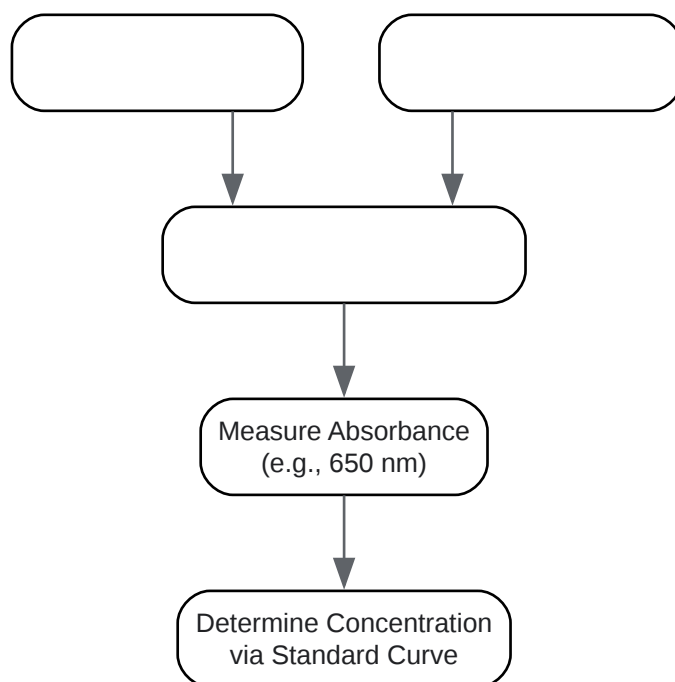 Measure Absorbance
(e.g., 650 nm)
Determine Concentration
via Standard Curve